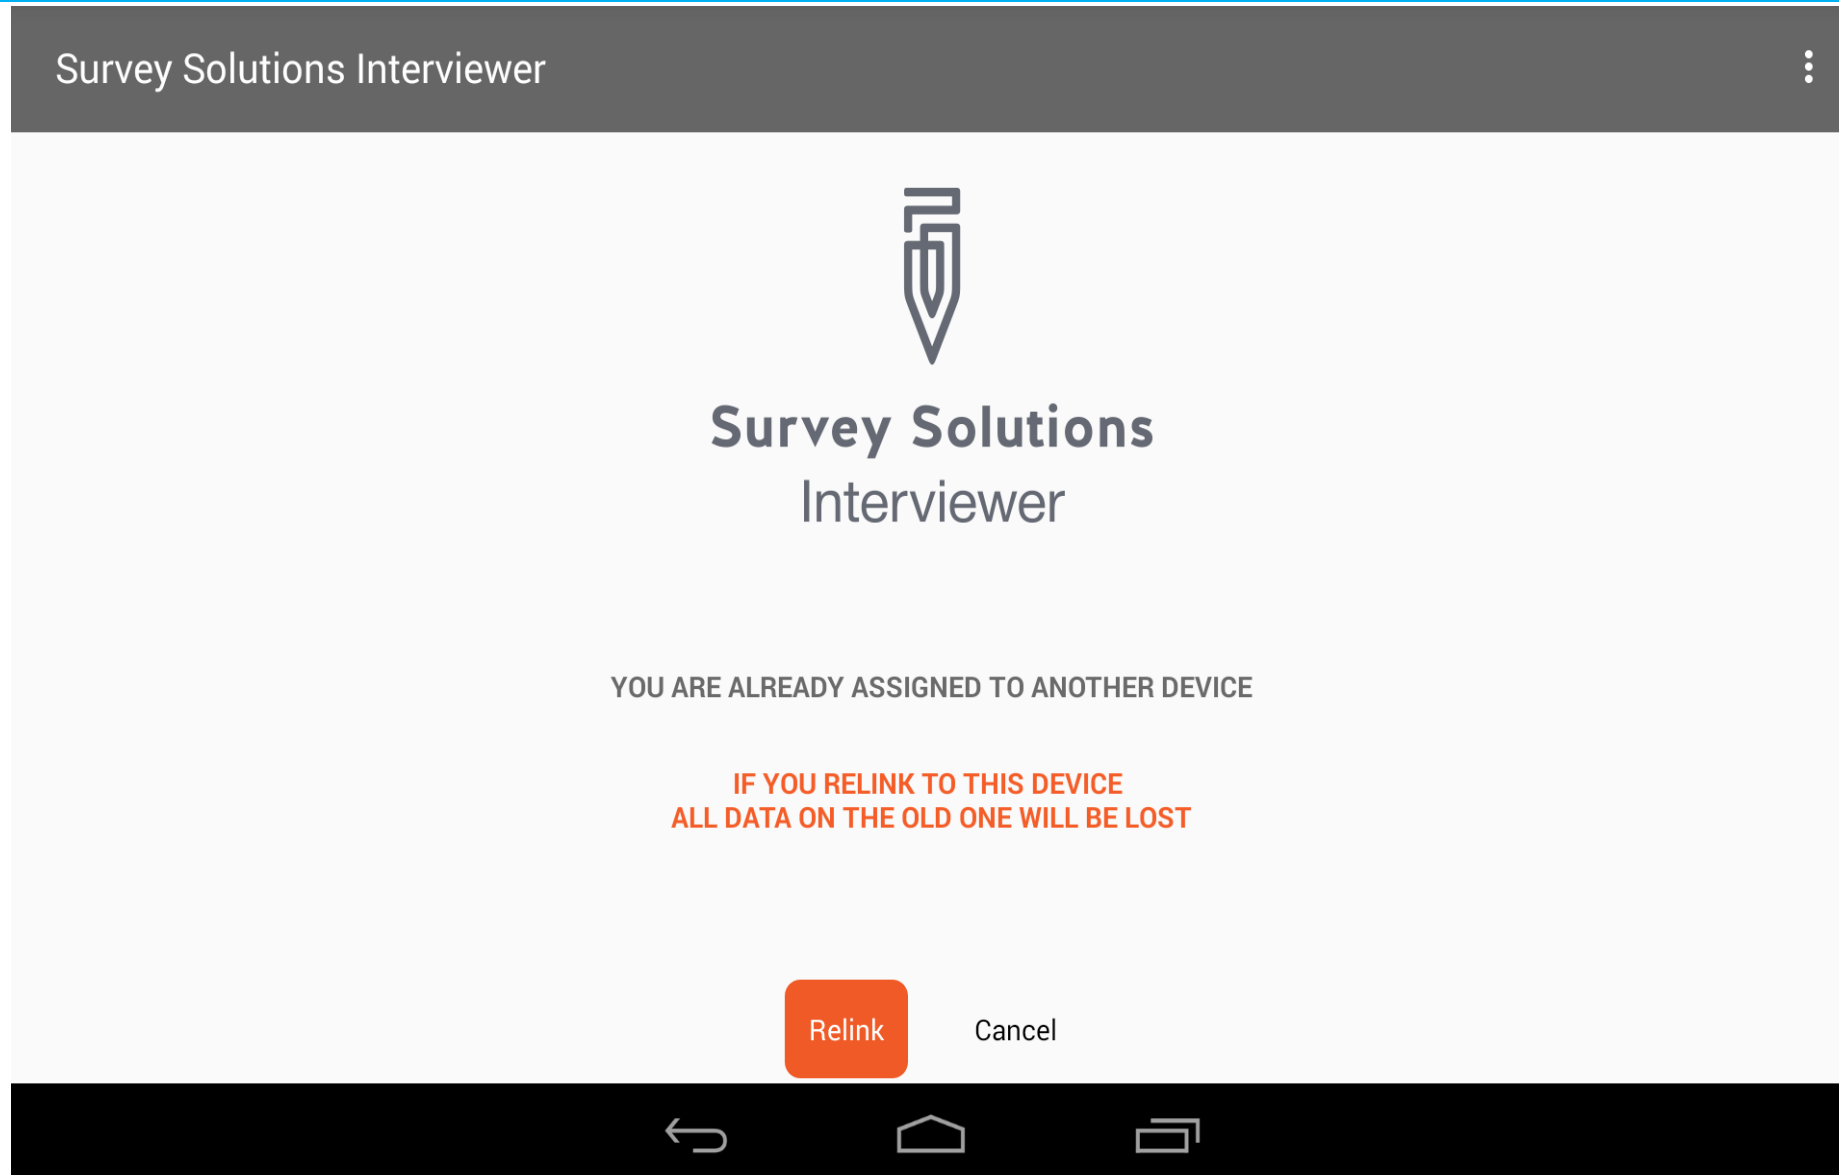 Survey Solutions Interviewer
Survey Solutions
Interviewer
YOU ARE ALREADY ASSIGNED TO ANOTHER DEVICE
IF YOU RELINK TO THIS DEVICE
ALL DATA ON THE OLD ONE WILL BE LOST
Relink Cancel